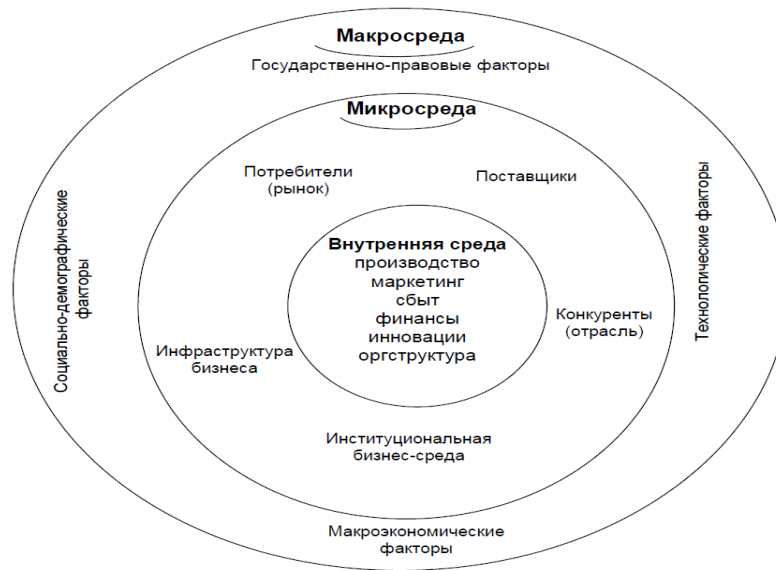 Макросреда
Государственно-правовые факторы
Микросреда
Потребители
(рынок)
Поставщики
Социально-демографические
факторы
Технологические факторы
Внутренняя среда
производство
маркетинг
сбыт
финансы
инновации
оргструктура
Конкуренты
(отрасль)
Инфраструктура
бизнеса
Институциональная
бизнес-среда
Макроэкономические
факторы